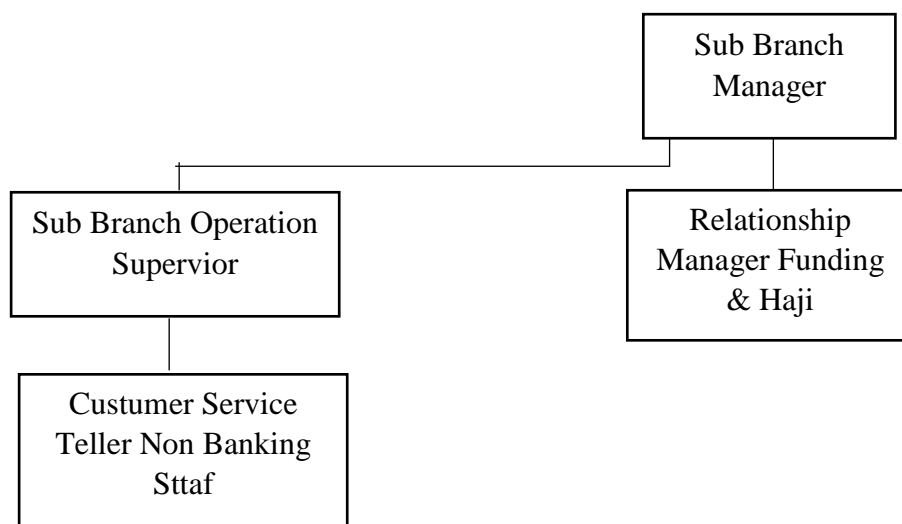 Sub Branch
Manager
Sub Branch Operation
Supervior
Relationship
Manager Funding
& Haji
Custumer Service
Teller Non Banking
Sttaf